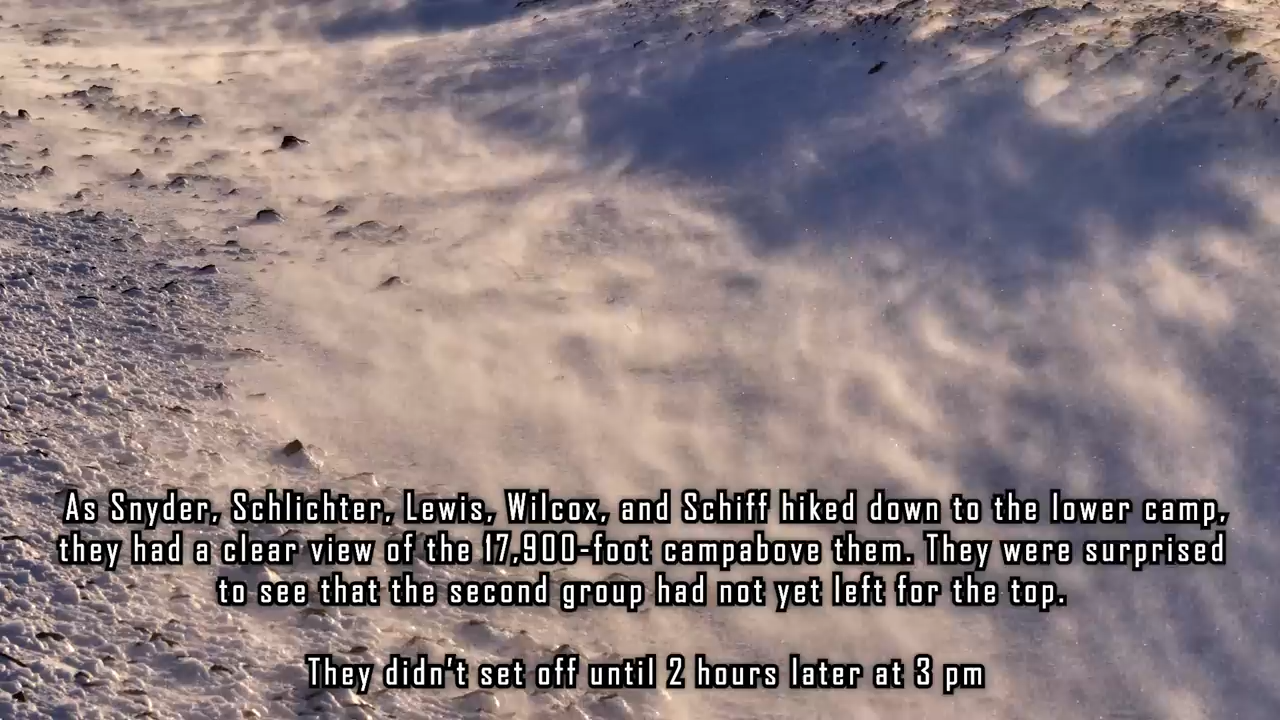 As Snyder, Schlichter, Lewis, Wilcox, and Schiff hiked down to the lower camp,
they had a clear view of the 17,900-foot campabove them. They were surprised
to see that the second group had not yet left for the top.
They didn't set off until 2 hours later at 3 pm